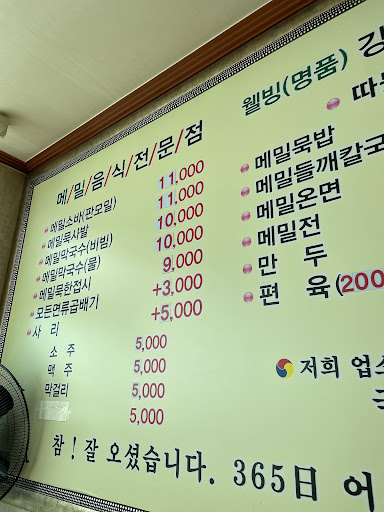 메/밀/음/식/전/문/점
메밀소바(판모밀) 11,000
메밀묵사발 11,000
메밀막국수(비빔) 10,000
메밀막국수(물) 10,000
메밀묵한접시 9,000
모든면류곱배기 +3,000
사 리 +5,000
소 주 5,000
맥 주 5,000
막걸리 5,000
5,000
웰빙(명품) 강
따
메밀묵밥
메밀들깨칼국
메밀온면
메밀전
만 두
편 육(200
저희 업소
참 ! 잘 오셨습니다. 365日 어